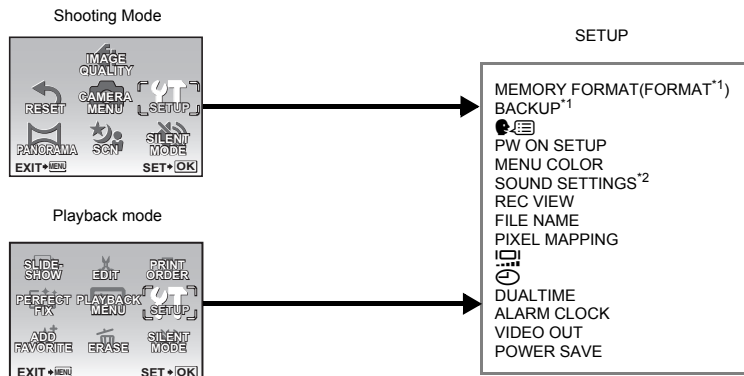 Shooting Mode
IMAGE QUALITY
RESET
CAMERA MENU
SETUP
PANORAMA
SCN
SILENT MODE
EXIT MENU
SET OK
Playback mode
SLIDE-SHOW
EDIT
PRINT ORDER
PERFECT FIX
PLAYBACK MENU
SETUP
ADD FAVORITE
ERASE
SILENT MODE
EXIT MENU
SET OK
SETUP
MEMORY FORMAT(FORMAT*1)
BACKUP*1
PW ON SETUP
MENU COLOR
SOUND SETTINGS*2
REC VIEW
FILE NAME
PIXEL MAPPING
DUALTIME
ALARM CLOCK
VIDEO OUT
POWER SAVE